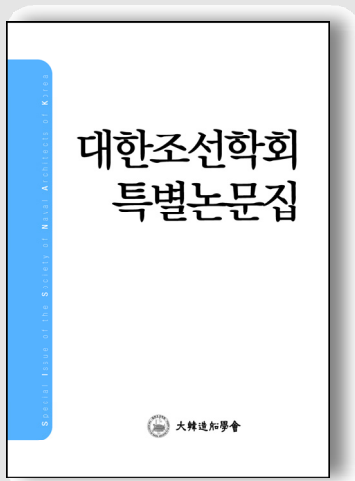 대한조선학회
특별논문집
Special Issue of the Siciety of Naval Architects of Korea
大韓造船學會